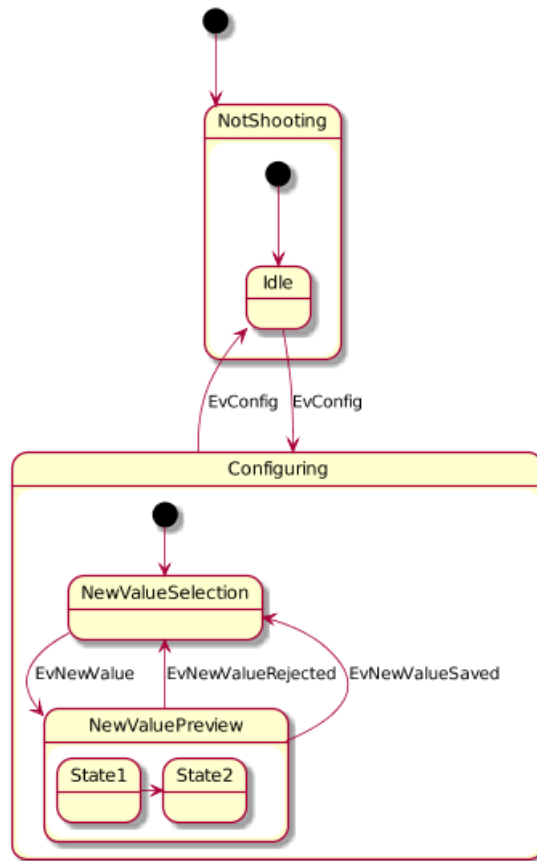 NotShooting
Idle
EvConfig
EvConfig
Configuring
NewValueSelection
EvNewValue
EvNewValueRejected
EvNewValueSaved
NewValuePreview
State1
State2